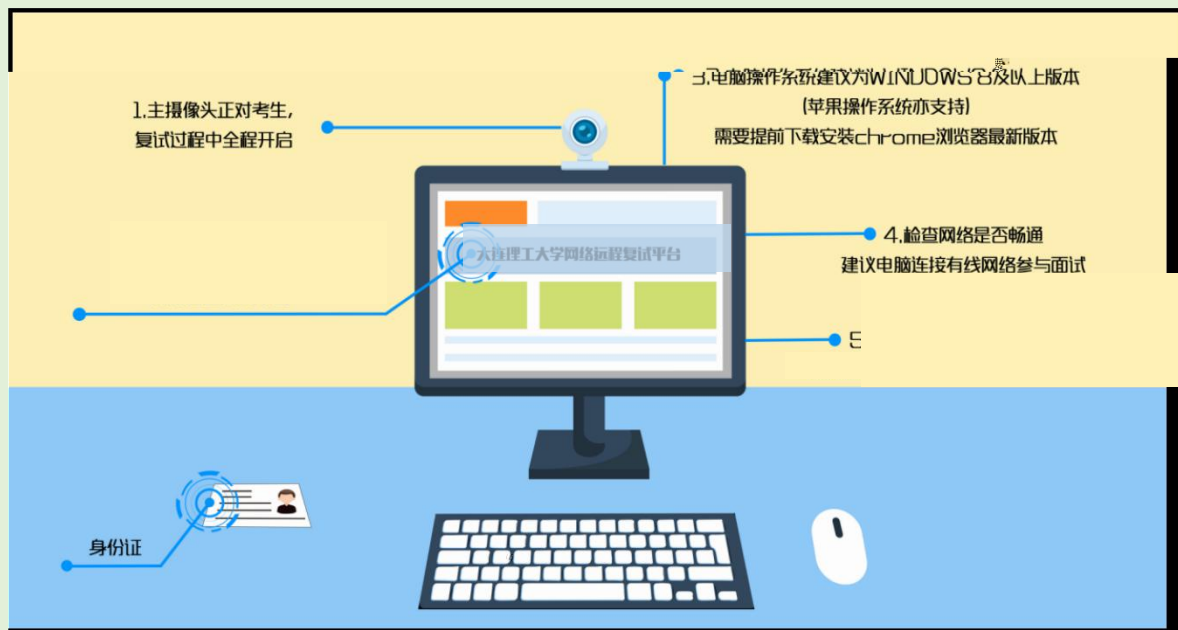 1.主摄像头正对考生,
复试过程中全程开启
3.电脑操作系统建议为WINDOWS 8及以上版本
(苹果操作系统亦支持)
需要提前下载安装chrome浏览器最新版本
大连理工大学网络远程复试平台
4.检查网络是否畅通
建议电脑连接有线网络参与面试
5
身份证